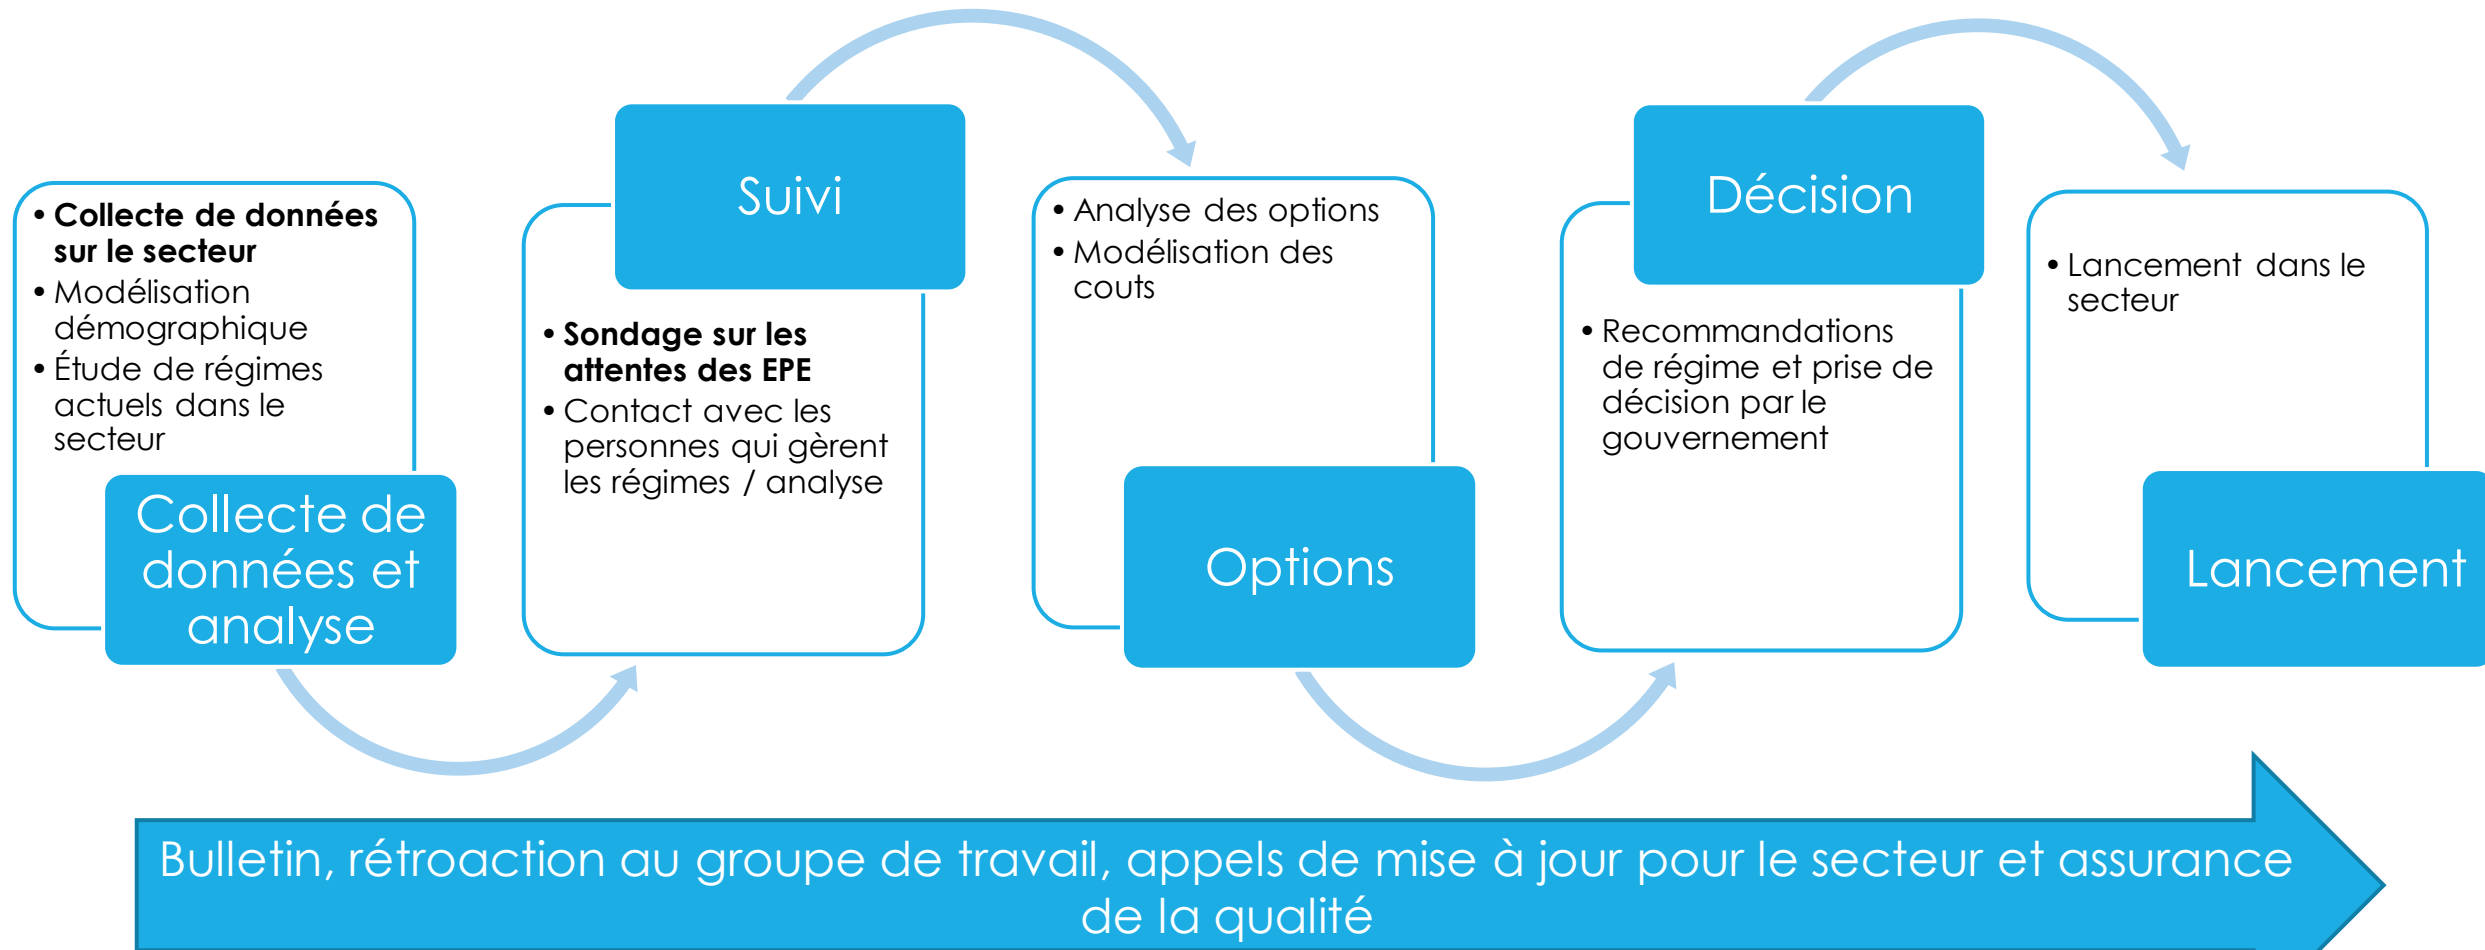 • Collecte de données
sur le secteur
• Modélisation
démographique
• Étude de régimes
actuels dans le
secteur
Collecte de
données et
analyse
Suivi
• Sondage sur les
attentes des EPE
• Contact avec les
personnes qui gèrent
les régimes / analyse
• Analyse des options
• Modélisation des
couts
Options
Décision
• Recommandations
de régime et prise de
décision par le
gouvernement
• Lancement dans le
secteur
Lancement
Bulletin, rétroaction au groupe de travail, appels de mise à jour pour le secteur et assurance
de la qualité